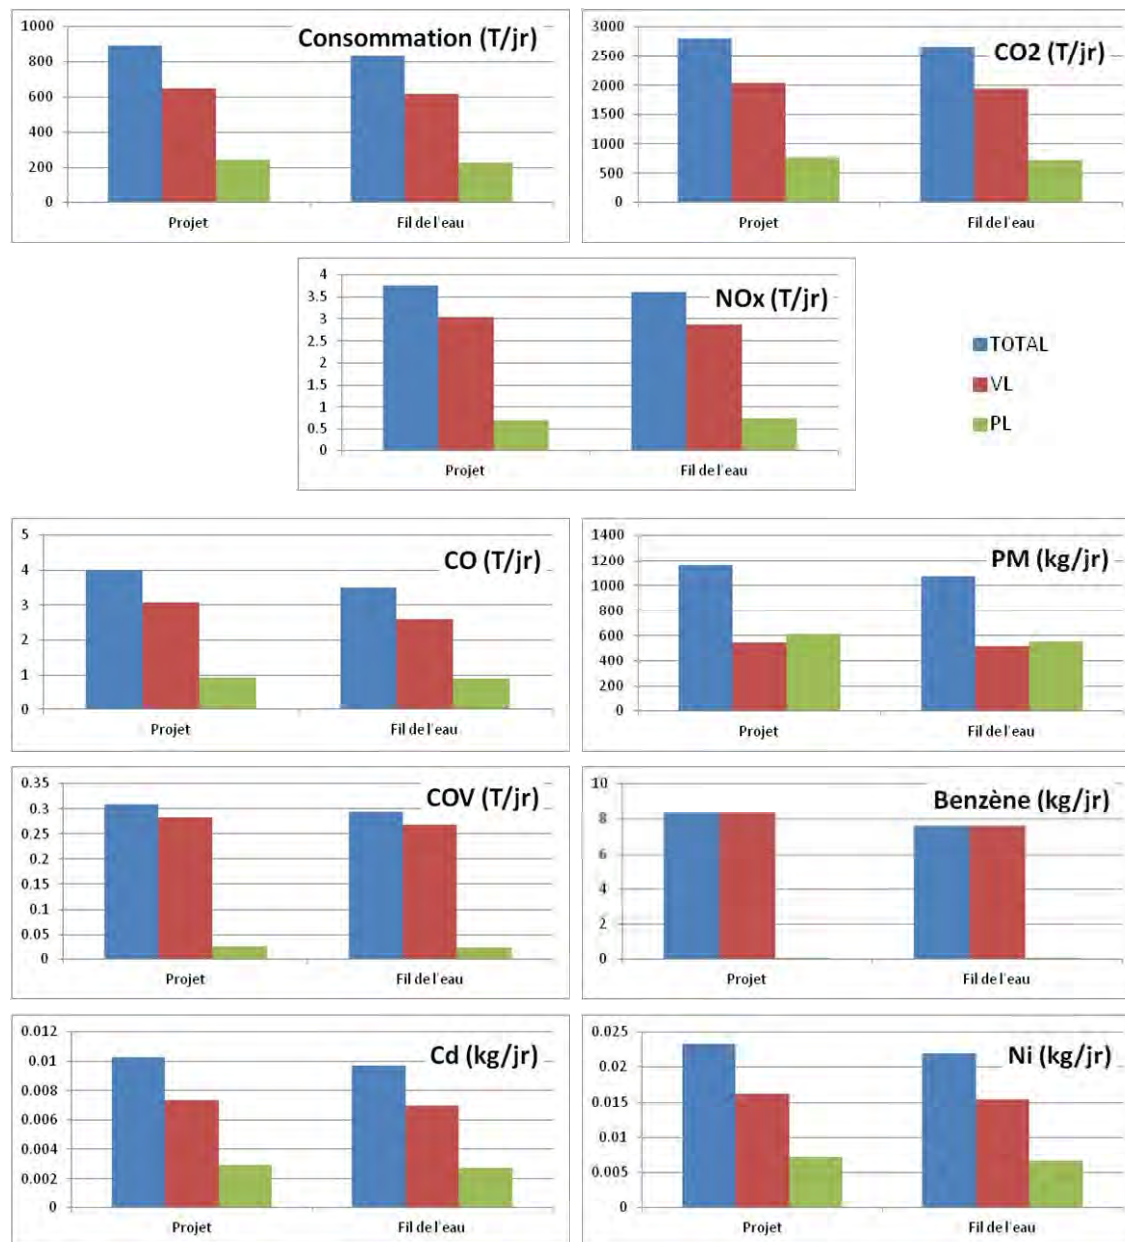 Consommation (T/jr)
1000
800
600
400
200
0
Projet
Fil de l'eau
CO2 (T/jr)
3000
2500
2000
1500
1000
500
0
Projet
Fil de l'eau
NOx (T/jr)
4
3.5
3
2.5
2
1.5
1
0.5
0
Projet
Fil de l'eau
TOTAL
VL
PL
CO (T/jr)
5
4
3
2
1
0
Projet
Fil de l'eau
PM (kg/jr)
1400
1200
1000
800
600
400
200
0
Projet
Fil de l'eau
COV (T/jr)
0.35
0.3
0.25
0.2
0.15
0.1
0.05
0
Projet
Fil de l'eau
Benzène (kg/jr)
10
8
6
4
2
0
Projet
Fil de l'eau
Cd (kg/jr)
0.012
0.01
0.008
0.006
0.004
0.002
0
Projet
Fil de l'eau
Ni (kg/jr)
0.025
0.02
0.015
0.01
0.005
0
Projet
Fil de l'eau